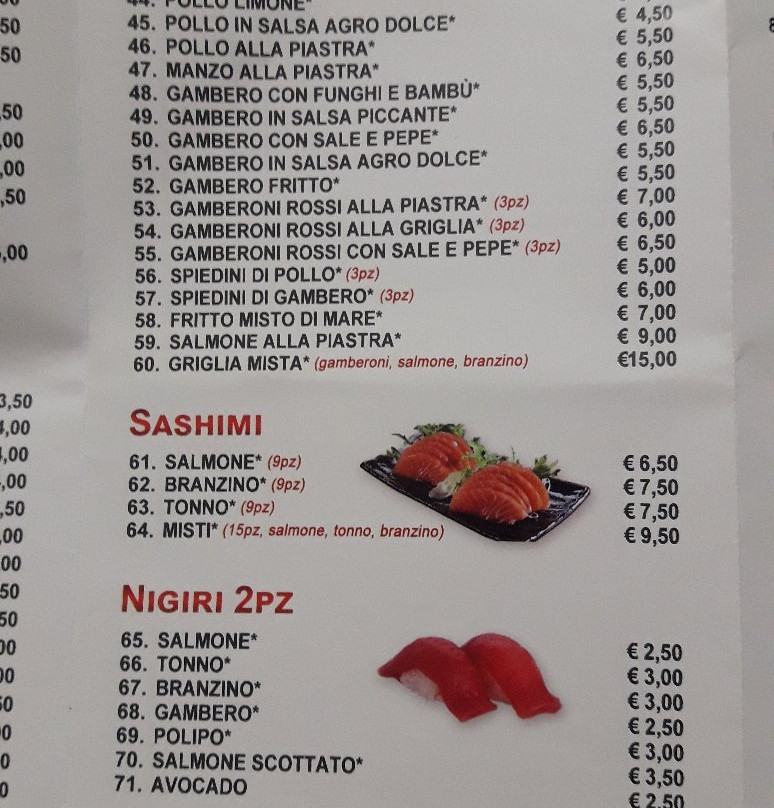 44. POLLO LIMONE*
45. POLLO IN SALSA AGRO DOLCE* € 4,50
46. POLLO ALLA PIASTRA* € 5,50
47. MANZO ALLA PIASTRA* € 6,50
48. GAMBERO CON FUNGHI E BAMBÙ* € 5,50
49. GAMBERO IN SALSA PICCANTE* € 5,50
50. GAMBERO CON SALE E PEPE* € 6,50
51. GAMBERO IN SALSA AGRO DOLCE* € 5,50
52. GAMBERO FRITTO* € 5,50
53. GAMBERONI ROSSI ALLA PIASTRA* (3pz) € 7,00
54. GAMBERONI ROSSI ALLA GRIGLIA* (3pz) € 6,00
55. GAMBERONI ROSSI CON SALE E PEPE* (3pz) € 6,50
56. SPIEDINI DI POLLO* (3pz) € 5,00
57. SPIEDINI DI GAMBERO* (3pz) € 6,00
58. FRITTO MISTO DI MARE* € 7,00
59. SALMONE ALLA PIASTRA* € 9,00
60. GRIGLIA MISTA* (gamberoni, salmone, branzino) €15,00
SASHIMI
61. SALMONE* (9pz) € 6,50
62. BRANZINO* (9pz) € 7,50
63. TONNO* (9pz) € 7,50
64. MISTI* (15pz, salmone, tonno, branzino) € 9,50
NIGIRI 2PZ
65. SALMONE* € 2,50
66. TONNO* € 3,00
67. BRANZINO* € 3,00
68. GAMBERO* € 2,50
69. POLIPO* € 3,00
70. SALMONE SCOTTATO* € 3,50
71. AVOCADO € 2,50